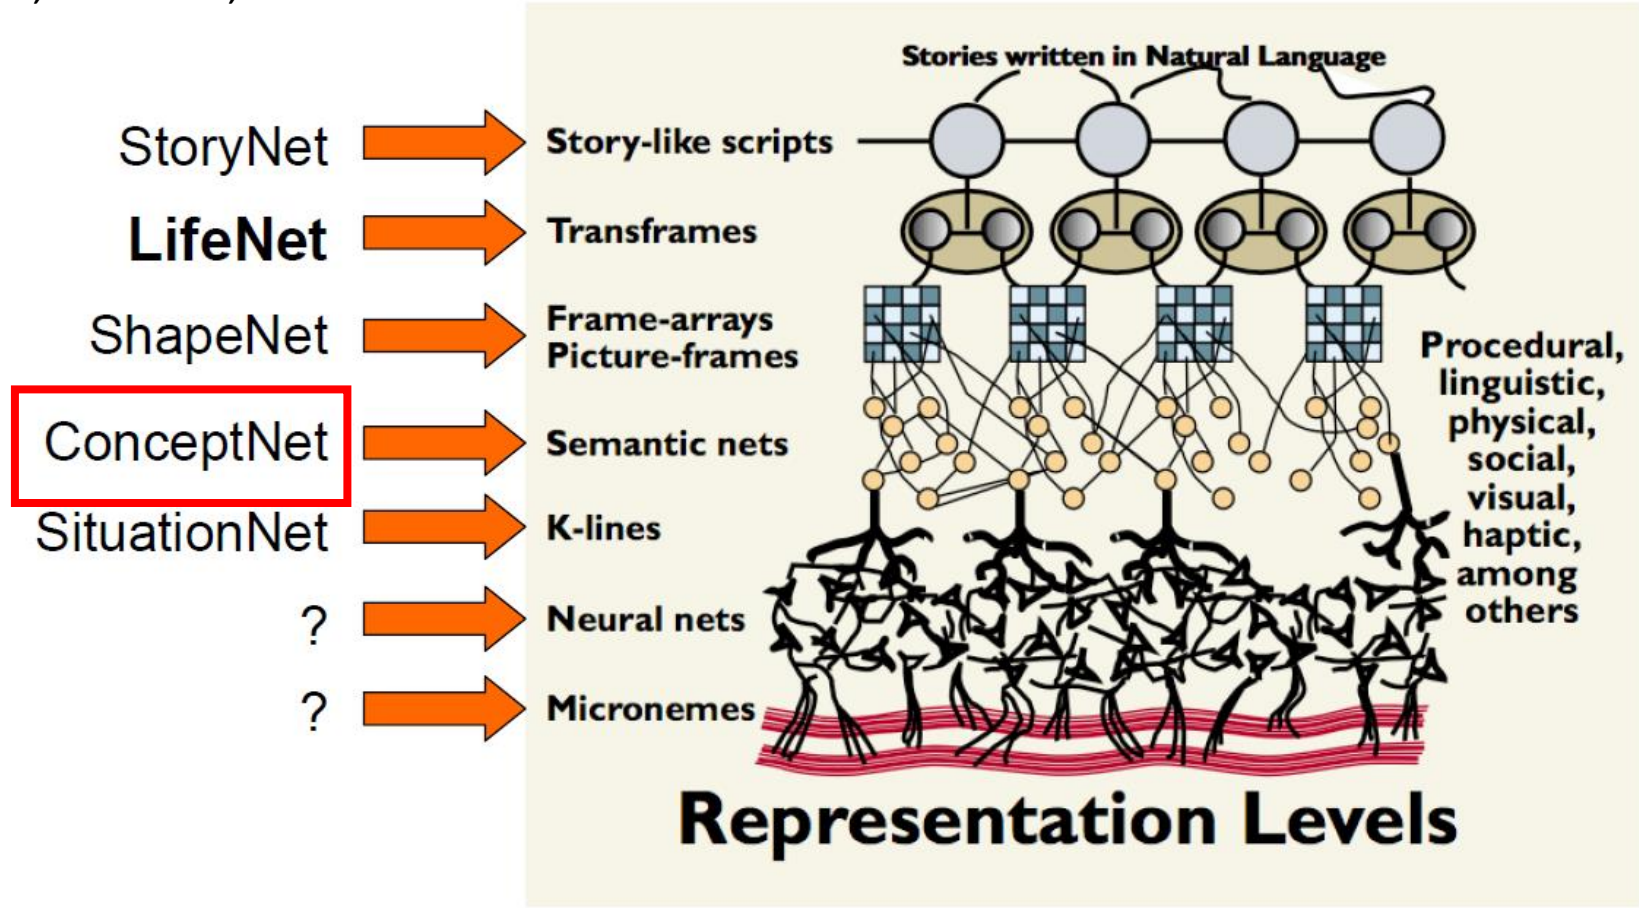 Stories written in Natural Language
StoryNet
Story-like scripts
LifeNet
Transframes
ShapeNet
Frame-arrays
Picture-frames
ConceptNet
Semantic nets
SituationNet
K-lines
?
Neural nets
?
Micronemes
Procedural,
linguistic,
physical,
social,
visual,
haptic,
among
others
Representation Levels